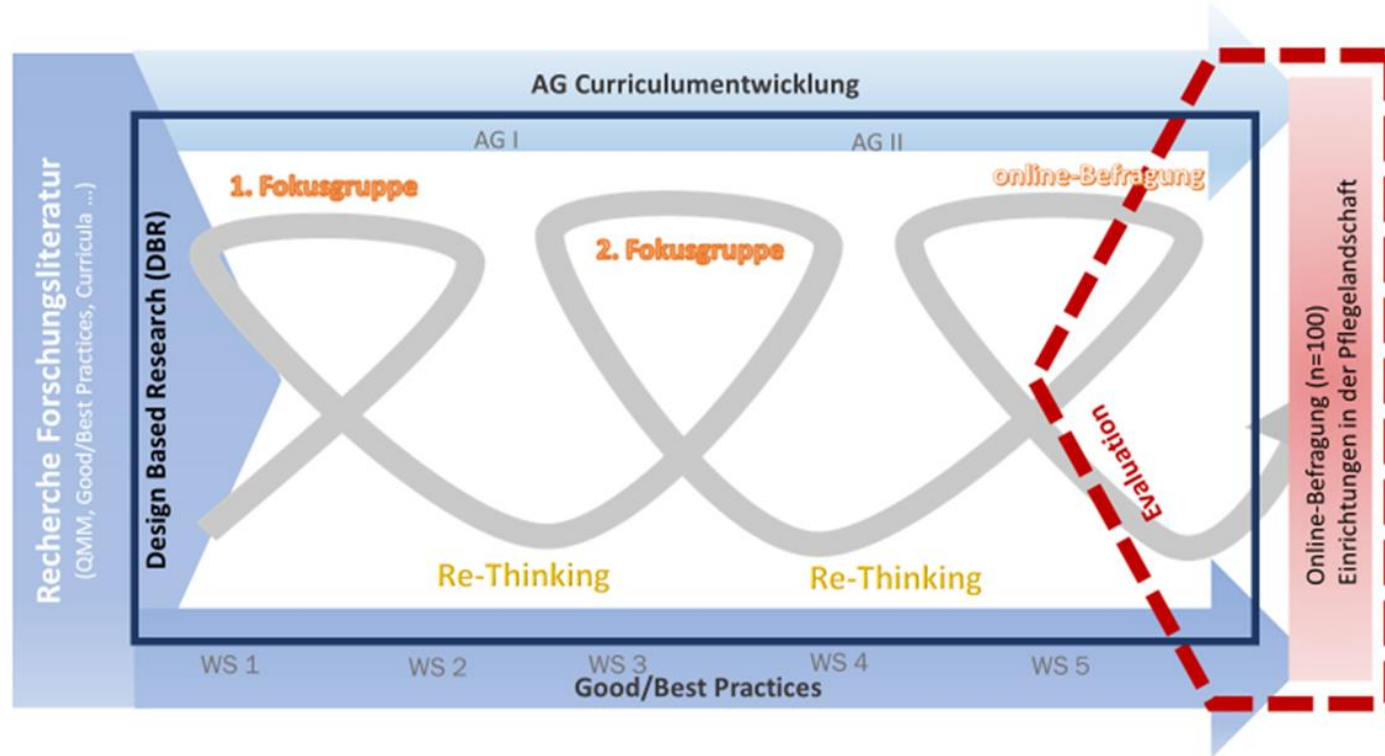 AG Curriculumentwicklung
AG I
AG II
Recherche Forschungsliteratur
(QMM, Good/Best Practices, Curricula ...)
Design Based Research (DBR)
1. Fokusgruppe
2. Fokusgruppe
online-Befragung
Evaluation
Re-Thinking
Re-Thinking
WS 1
WS 2
WS 3
WS 4
WS 5
Good/Best Practices
Online-Befragung (n=100)
Einrichtungen in der Pflegelandschaft